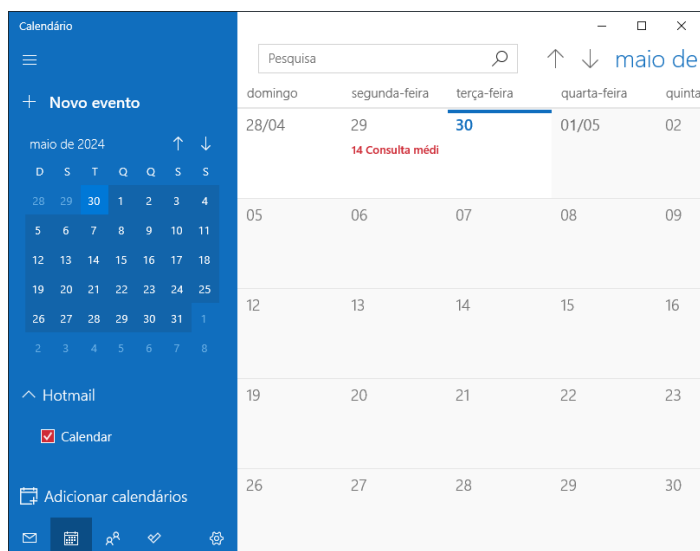 Calendário
Pesquisa
maio de
Novo evento
domingo segunda-feira terça-feira quarta-feira quinta
maio de 2024
D S T Q Q S S
28 29 30 1 2 3 4
5 6 7 8 9 10 11
12 13 14 15 16 17 18
19 20 21 22 23 24 25
26 27 28 29 30 31 1
2 3 4 5 6 7 8
Hotmail
Calendar
Adicionar calendários
28/04 29 30 01/05 02
14 Consulta médi
05 06 07 08 09
12 13 14 15 16
19 20 21 22 23
26 27 28 29 30